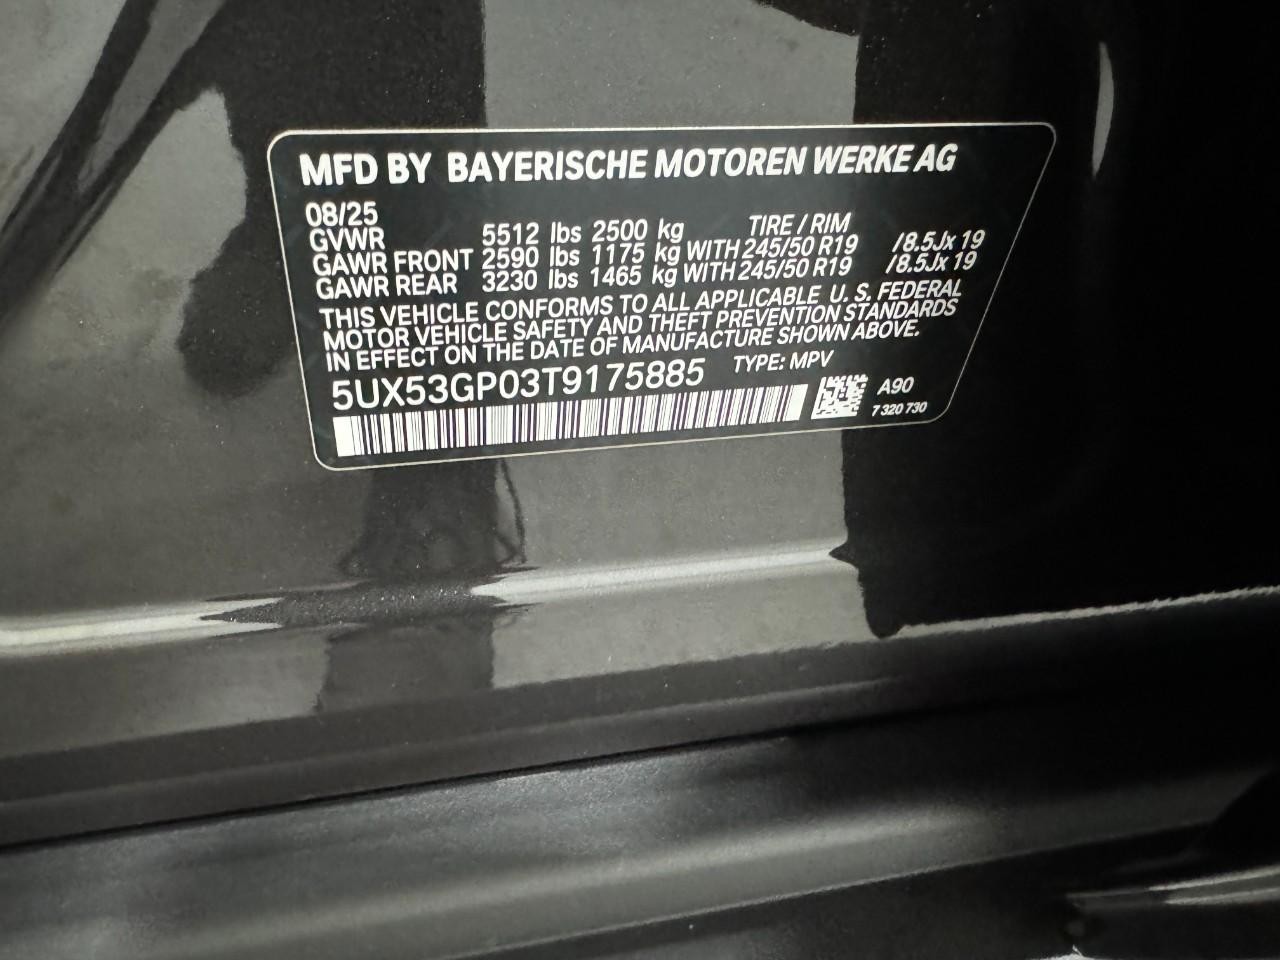 MFD BY BAYERISCHE MOTOREN WERKE AG
08/25
GVWR 5512 lbs 2500 kg TIRE / RIM
GAWR FRONT 2590 lbs 1175 kg WITH 245/50 R19 /8.5Jx 19
GAWR REAR 3230 lbs 1465 kg WITH 245/50 R19 /8.5Jx 19
THIS VEHICLE CONFORMS TO ALL APPLICABLE U. S. FEDERAL
MOTOR VEHICLE SAFETY AND THEFT PREVENTION STANDARDS
IN EFFECT ON THE DATE OF MANUFACTURE SHOWN ABOVE.
5UX53GP03T9175885 TYPE: MPV
A90
7 320 730